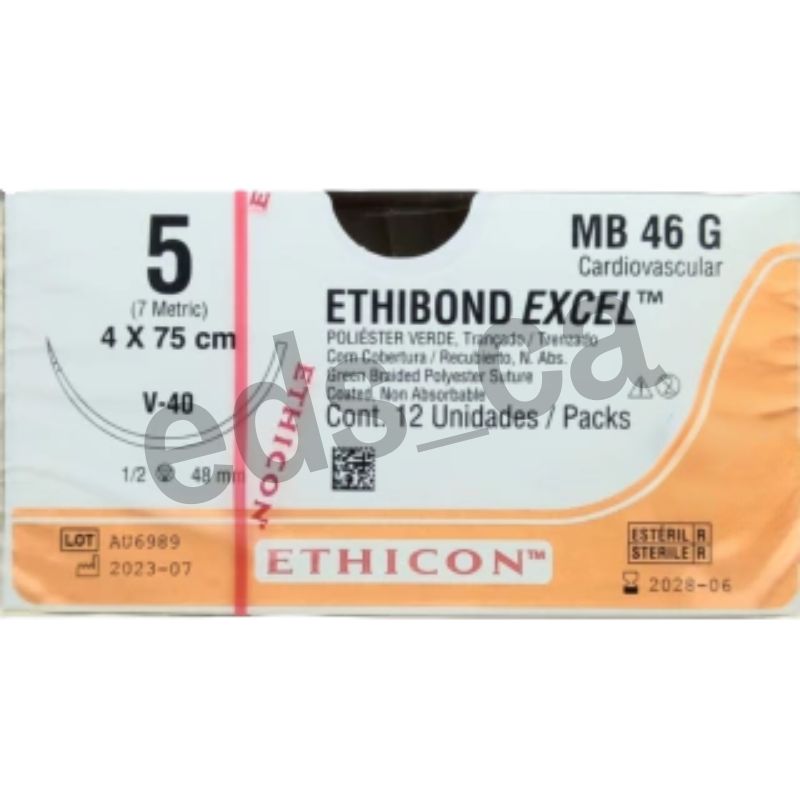 5
(7 Metric)
4 X 75 cm
V-40
1/2 48 mm
MB 46 G
Cardiovascular
ETHIBOND EXCEL™
POLIÉSTER VERDE, Trançado / Trenzado
Com Cobertura / Recubierto, N. Abs.
Green Braided Polyester Suture
Coated, Non Absorbable
Cont. 12 Unidades / Packs
ETHICON
LOT AU6989
2023-07
ETHICON™
ESTÉRIL R
STERILE R
2028-06
eds_ca